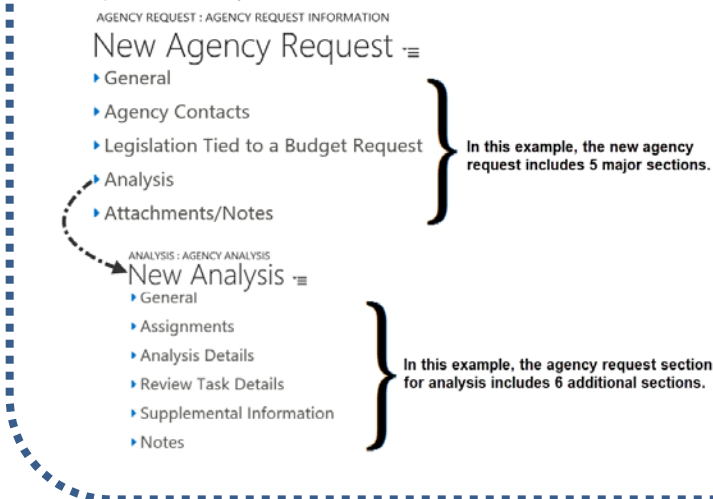 AGENCY REQUEST : AGENCY REQUEST INFORMATION
New Agency Request
General
Agency Contacts
Legislation Tied to a Budget Request
Analysis
Attachments/Notes
In this example, the new agency
request includes 5 major sections.
ANALYSIS : AGENCY ANALYSIS
New Analysis
General
Assignments
Analysis Details
Review Task Details
Supplemental Information
Notes
In this example, the agency request section
for analysis includes 6 additional sections.